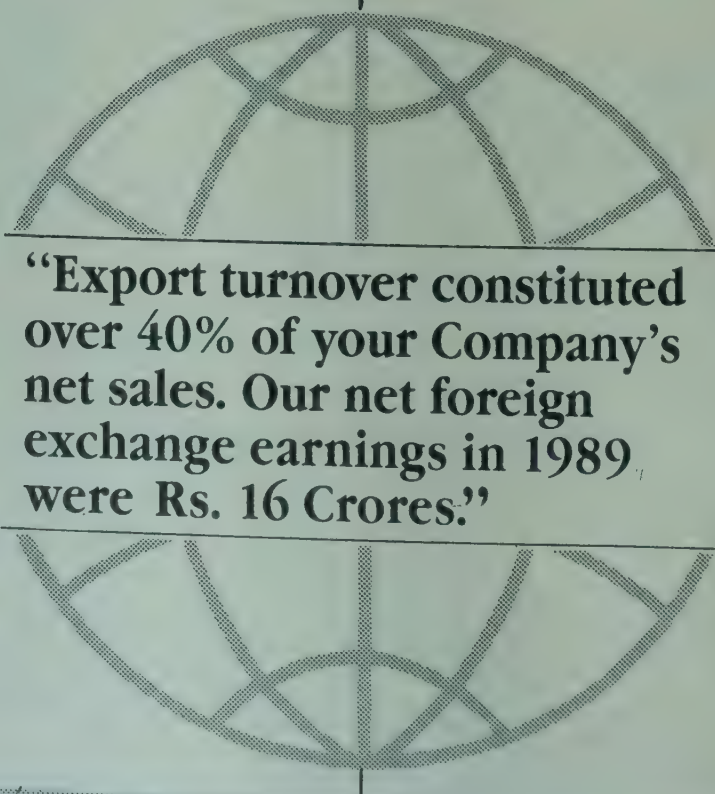 “Export turnover constituted
over 40% of your Company’s
net sales. Our net foreign
exchange earnings in 1989
were Rs. 16 Crores.”